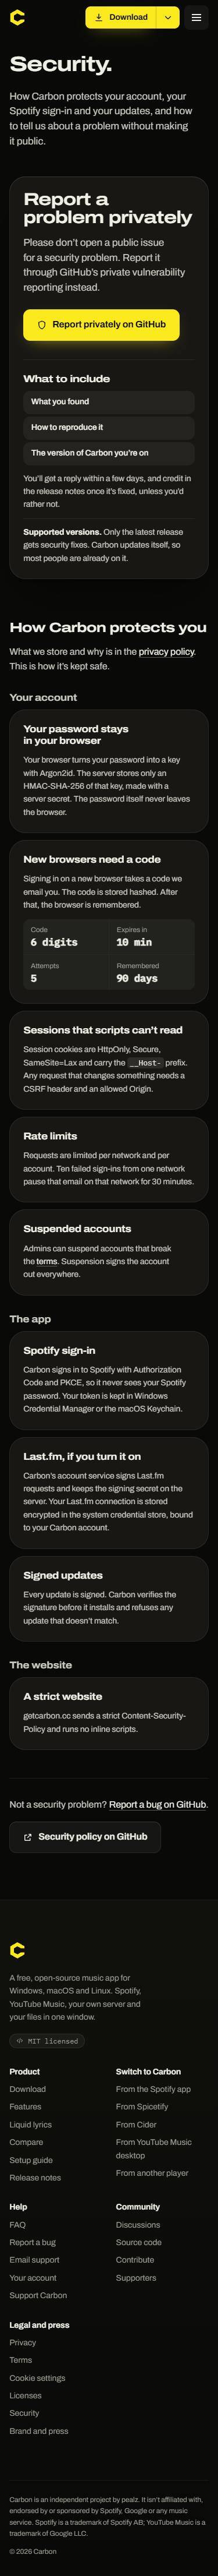 Download
Security.
How Carbon protects your account, your
Spotify sign-in and your updates, and how
to tell us about a problem without making
it public.
Report a
problem privately
Please don't open a public issue
for a security problem. Report it
through GitHub's private vulnerability
reporting instead.
Report privately on GitHub
What to include
What you found
How to reproduce it
The version of Carbon you're on
You'll get a reply within a few days, and credit in
the release notes once it's fixed, unless you'd
rather not.
Supported versions. Only the latest release
gets security fixes. Carbon updates itself, so
most people are already on it.
How Carbon protects you
What we store and why is in the privacy policy.
This is how it's kept safe.
Your account
Your password stays
in your browser
Your browser turns your password into a key
with Argon2id. The server stores only an
HMAC-SHA-256 of that key, made with a
server secret. The password itself never leaves
the browser.
New browsers need a code
Signing in on a new browser takes a code we
email you. The code is stored hashed. After
that, the browser is remembered.
Code
6 digits
Expires in
10 min
Attempts
5
Remembered
90 days
Sessions that scripts can't read
Session cookies are HttpOnly, Secure,
SameSite=Lax and carry the __Host- prefix.
Any request that changes something needs a
CSRF header and an allowed Origin.
Rate limits
Requests are limited per network and per
account. Ten failed sign-ins from one network
pause that email on that network for 30 minutes.
Suspended accounts
Admins can suspend accounts that break
the terms. Suspension signs the account
out everywhere.
The app
Spotify sign-in
Carbon signs in to Spotify with Authorization
Code and PKCE, so it never sees your Spotify
password. Your token is kept in Windows
Credential Manager or the macOS Keychain.
Last.fm, if you turn it on
Carbon's account service signs Last.fm
requests and keeps the signing secret on the
server. Your Last.fm connection is stored
encrypted in the system credential store, bound
to your Carbon account.
Signed updates
Every update is signed. Carbon verifies the
signature before it installs and refuses any
update that doesn't match.
The website
A strict website
getcarbon.cc sends a strict Content-Security-
Policy and runs no inline scripts.
Not a security problem? Report a bug on GitHub.
Security policy on GitHub
A free, open-source music app for
Windows, macOS and Linux. Spotify,
YouTube Music, your own server and
your files in one window.
MIT licensed
Product
Download
Features
Liquid lyrics
Compare
Setup guide
Release notes
Switch to Carbon
From the Spotify app
From Spicetify
From Cider
From YouTube Music
desktop
From another player
Help
FAQ
Report a bug
Email support
Your account
Support Carbon
Community
Discussions
Source code
Contribute
Supporters
Legal and press
Privacy
Terms
Cookie settings
Licenses
Security
Brand and press
Carbon is an independent project by pealz. It isn't affiliated with,
endorsed by or sponsored by Spotify, Google or any music
service. Spotify is a trademark of Spotify AB; YouTube Music is a
trademark of Google LLC.
© 2026 Carbon